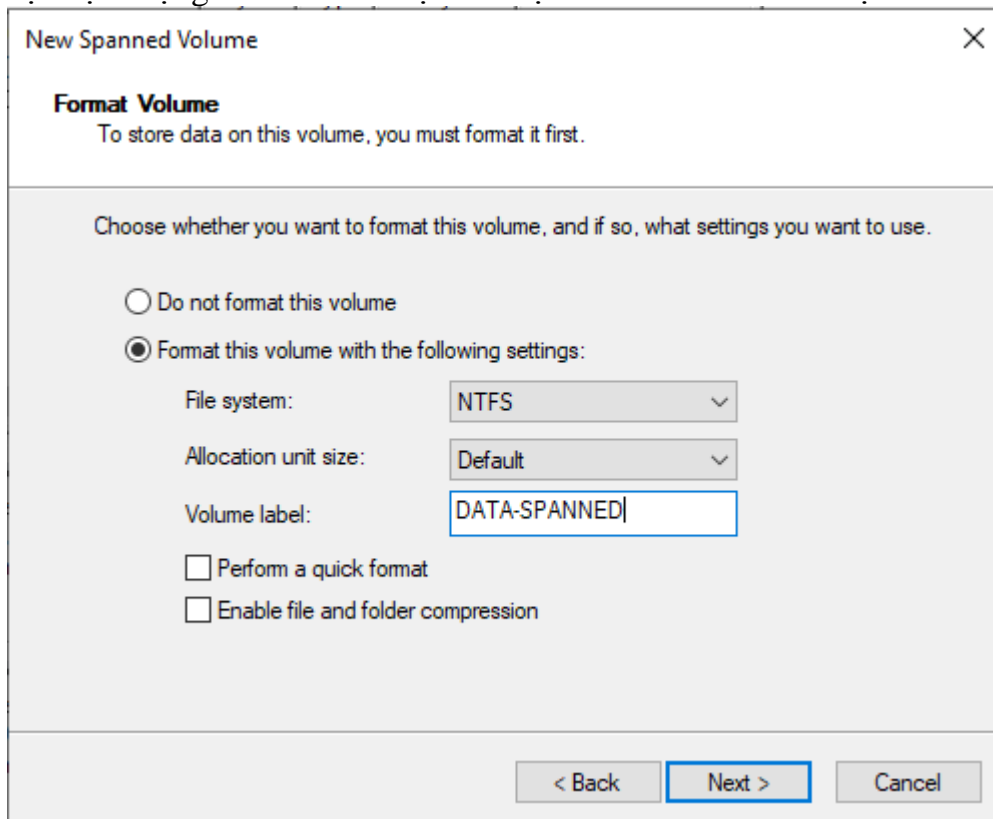 New Spanned Volume
Format Volume
To store data on this volume, you must format it first.
Choose whether you want to format this volume, and if so, what settings you want to use.
Do not format this volume
Format this volume with the following settings:
File system: NTFS
Allocation unit size: Default
Volume label: DATA-SPANNED
Perform a quick format
Enable file and folder compression
< Back Next > Cancel